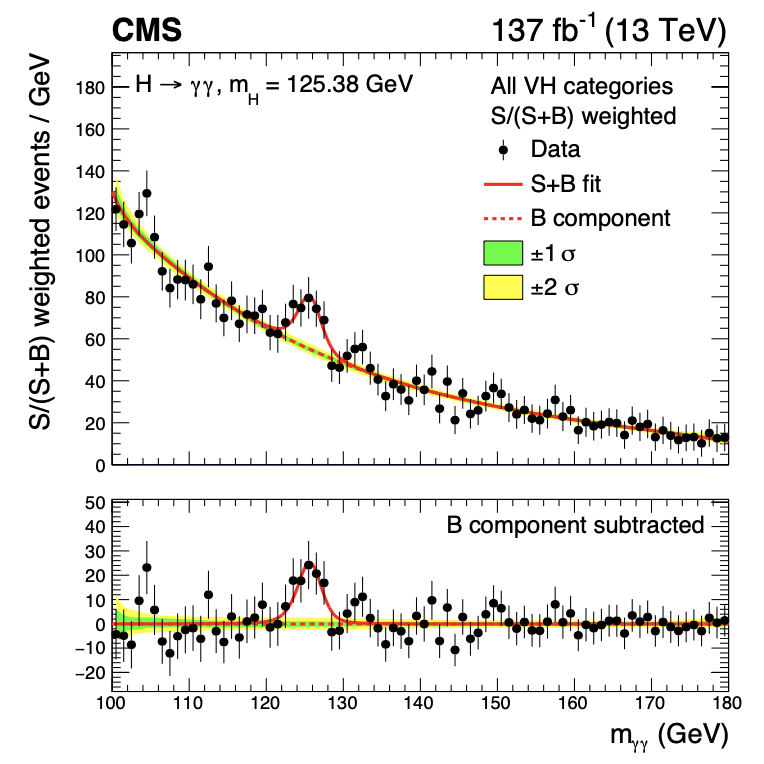 CMS 137 fb⁻¹ (13 TeV)
H → γγ, m_H = 125.38 GeV
All VH categories
S/(S+B) weighted
Data
S+B fit
B component
±1 σ
±2 σ
S/(S+B) weighted events / GeV
180
160
140
120
100
80
60
40
20
0
B component subtracted
50
40
30
20
10
0
−10
−20
100 110 120 130 140 150 160 170 180
m_γγ (GeV)